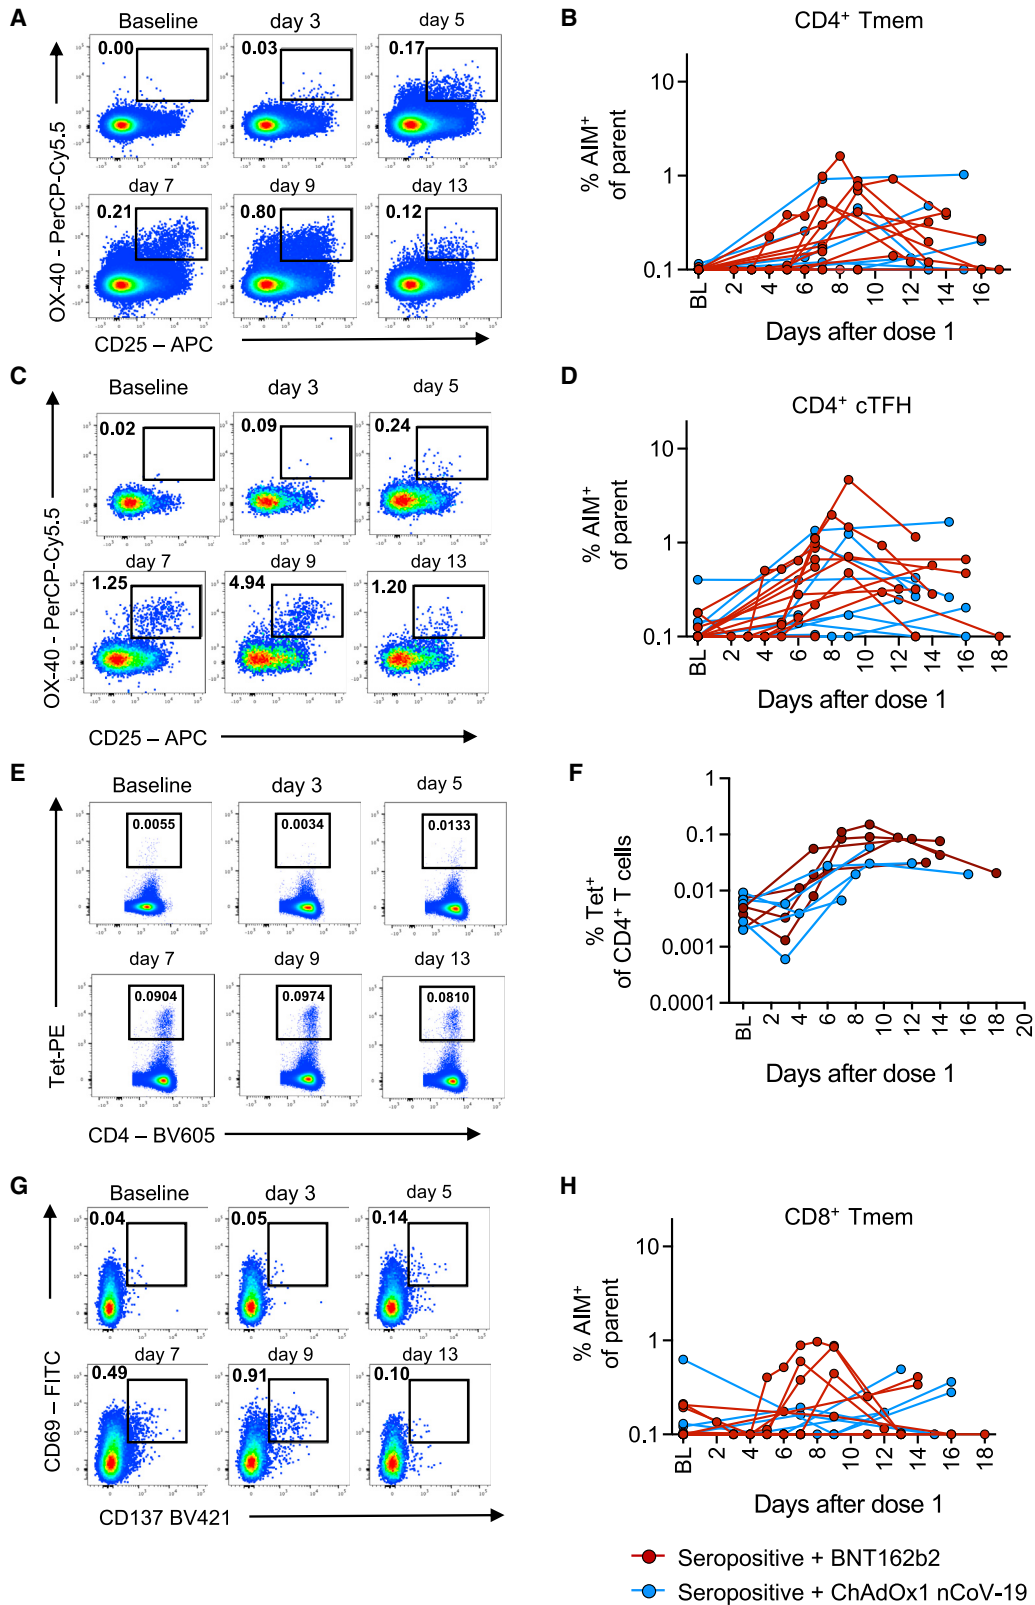 A
Baseline
day 3
day 5
0.00
0.03
0.17
day 7
day 9
day 13
0.21
0.80
0.12
OX-40 - PerCP-Cy5.5
CD25 – APC
B
CD4+ Tmem
10
1
0.1
% AIM+
of parent
BL 2 4 6 8 10 12 14 16
Days after dose 1
C
Baseline
day 3
day 5
0.02
0.09
0.24
day 7
day 9
day 13
1.25
4.94
1.20
OX-40 - PerCP-Cy5.5
CD25 – APC
D
CD4+ cTFH
10
1
0.1
% AIM+
of parent
BL 2 4 6 8 10 12 14 16 18
Days after dose 1
E
Baseline
day 3
day 5
0.0055
0.0034
0.0133
day 7
day 9
day 13
0.0904
0.0974
0.0810
Tet-PE
CD4 – BV605
F
1
0.1
0.01
0.001
0.0001
% Tet+
of CD4+ T cells
BL 2 4 6 8 10 12 14 16 18 20
Days after dose 1
G
Baseline
day 3
day 5
0.04
0.05
0.14
day 7
day 9
day 13
0.49
0.91
0.10
CD69 – FITC
CD137 BV421
H
CD8+ Tmem
10
1
0.1
% AIM+
of parent
BL 2 4 6 8 10 12 14 16 18
Days after dose 1
Seropositive + BNT162b2
Seropositive + ChAdOx1 nCoV-19